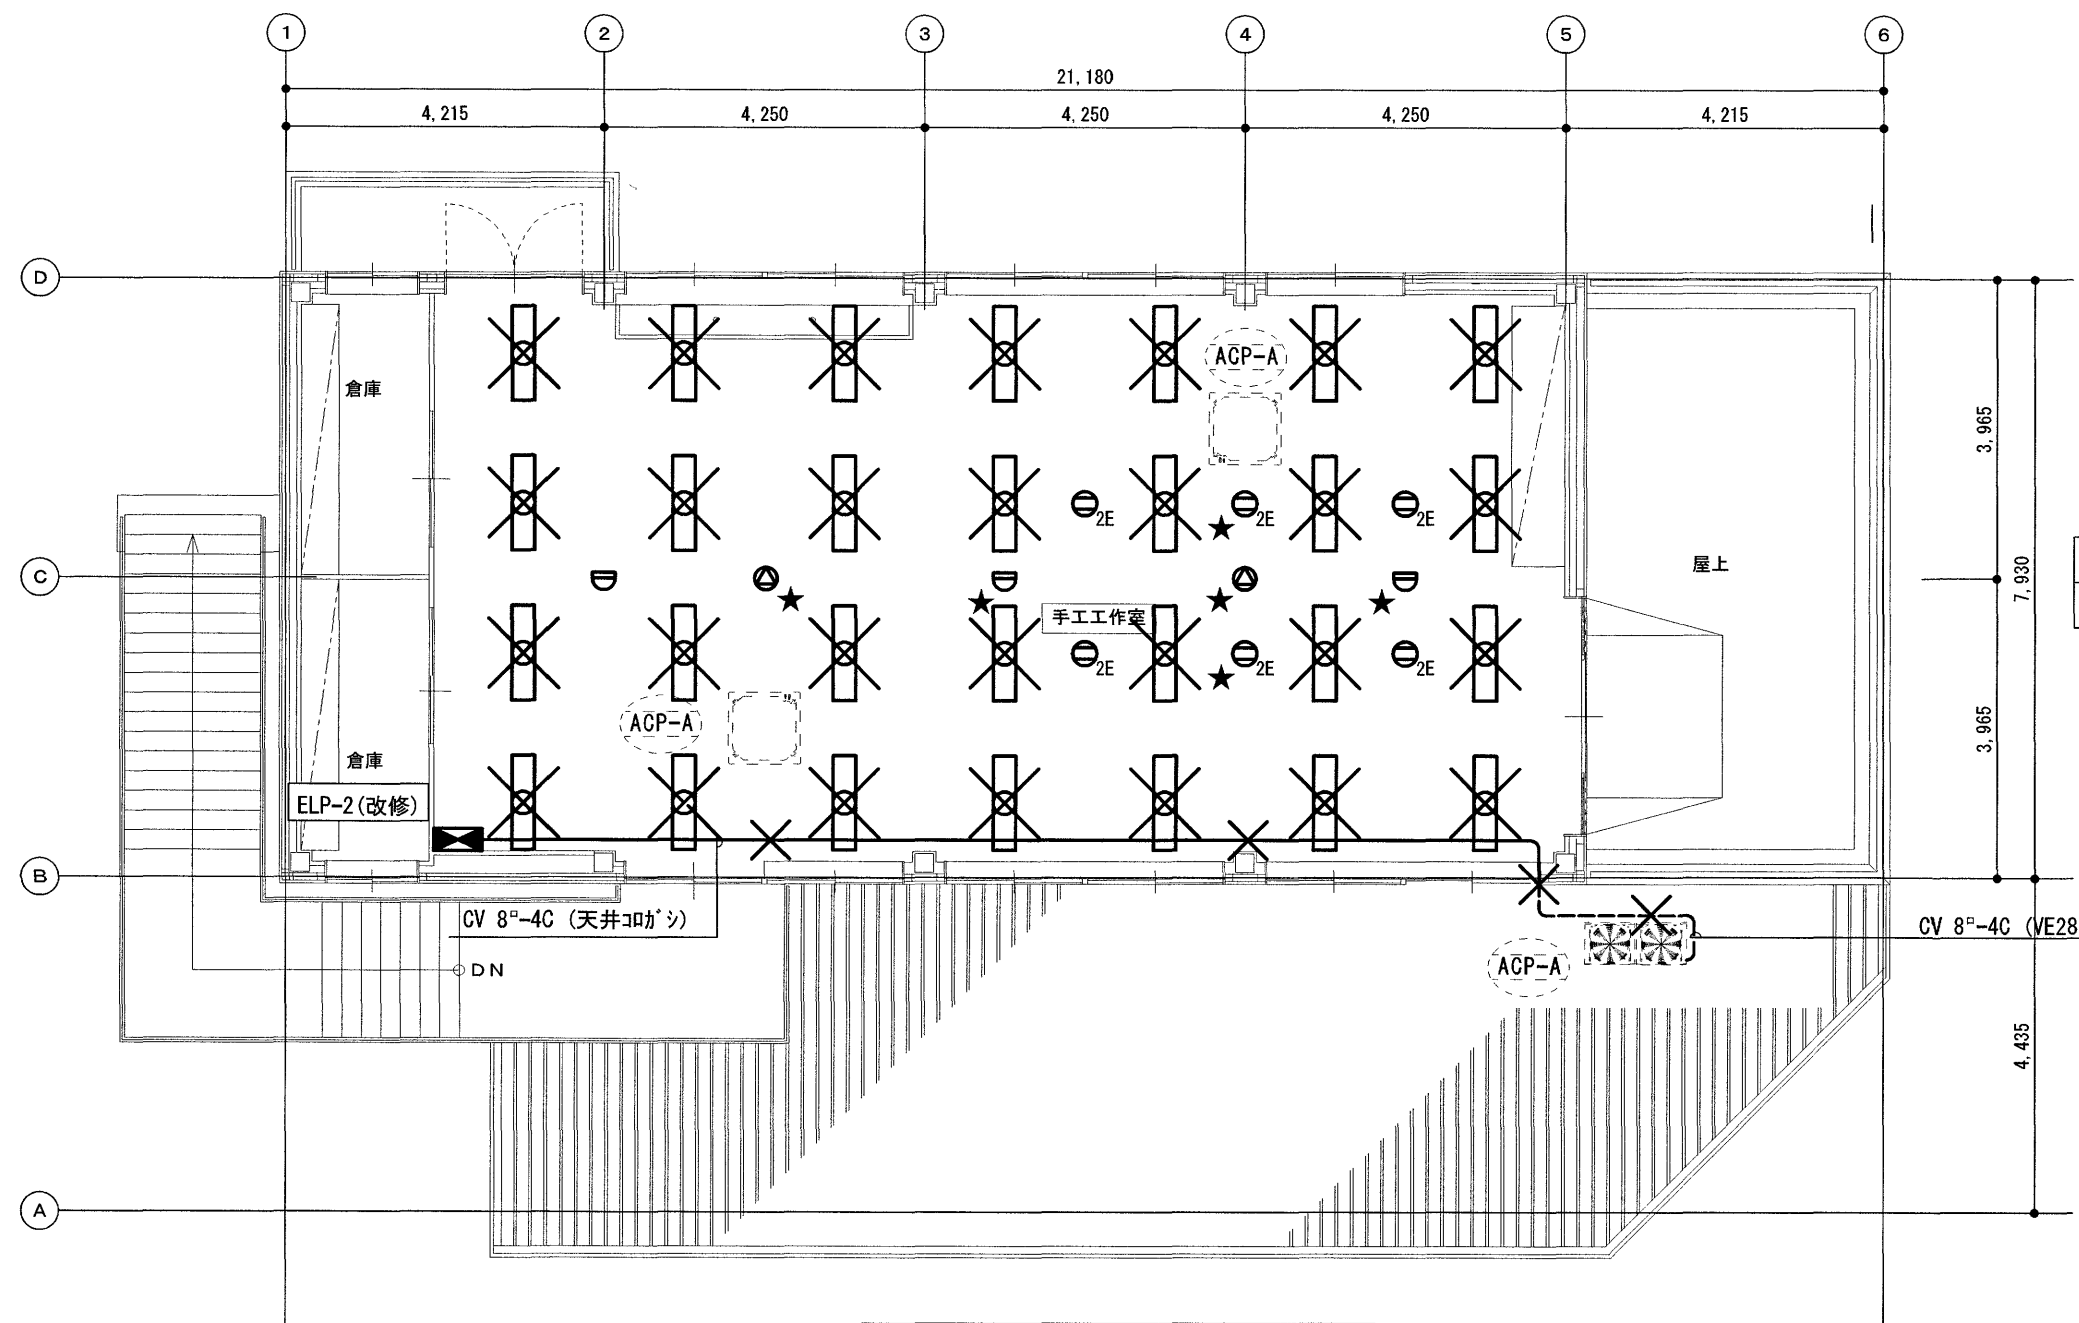 1 2 3 4 5 6
21,180
4,215 4,250 4,250 4,250 4,215
D
倉庫
ACP-A
3,965
2E 2E 2E
C
屋上
7,930
手工工作室
2E 2E 2E
ACP-A
3,965
倉庫
ELP-2(改修)
B
CV 8□-4C (天井コロガシ)
CV 8□-4C (VE28
DN
ACP-A
4,435
A